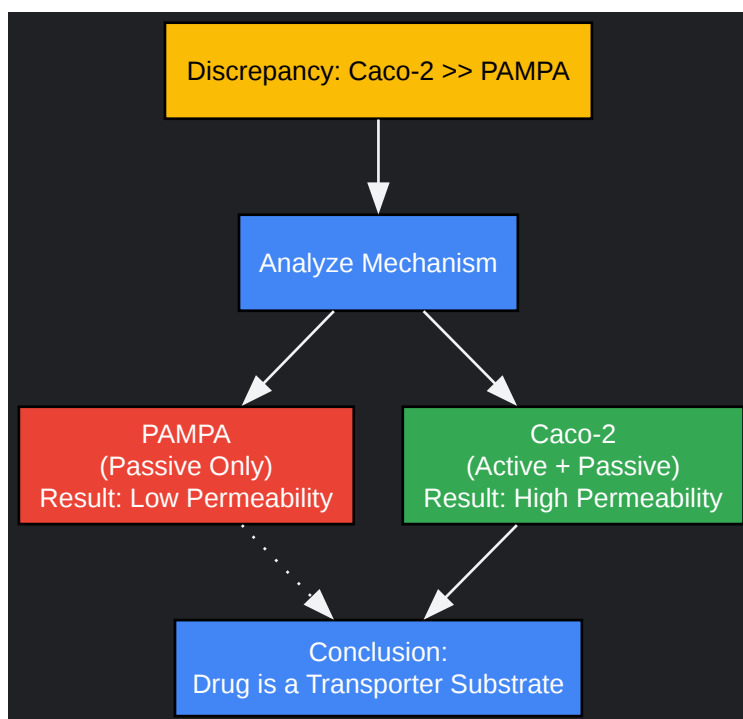 Discrepancy: Caco-2 >> PAMPA
Analyze Mechanism
PAMPA
(Passive Only)
Result: Low Permeability
Caco-2
(Active + Passive)
Result: High Permeability
Conclusion:
Drug is a Transporter Substrate